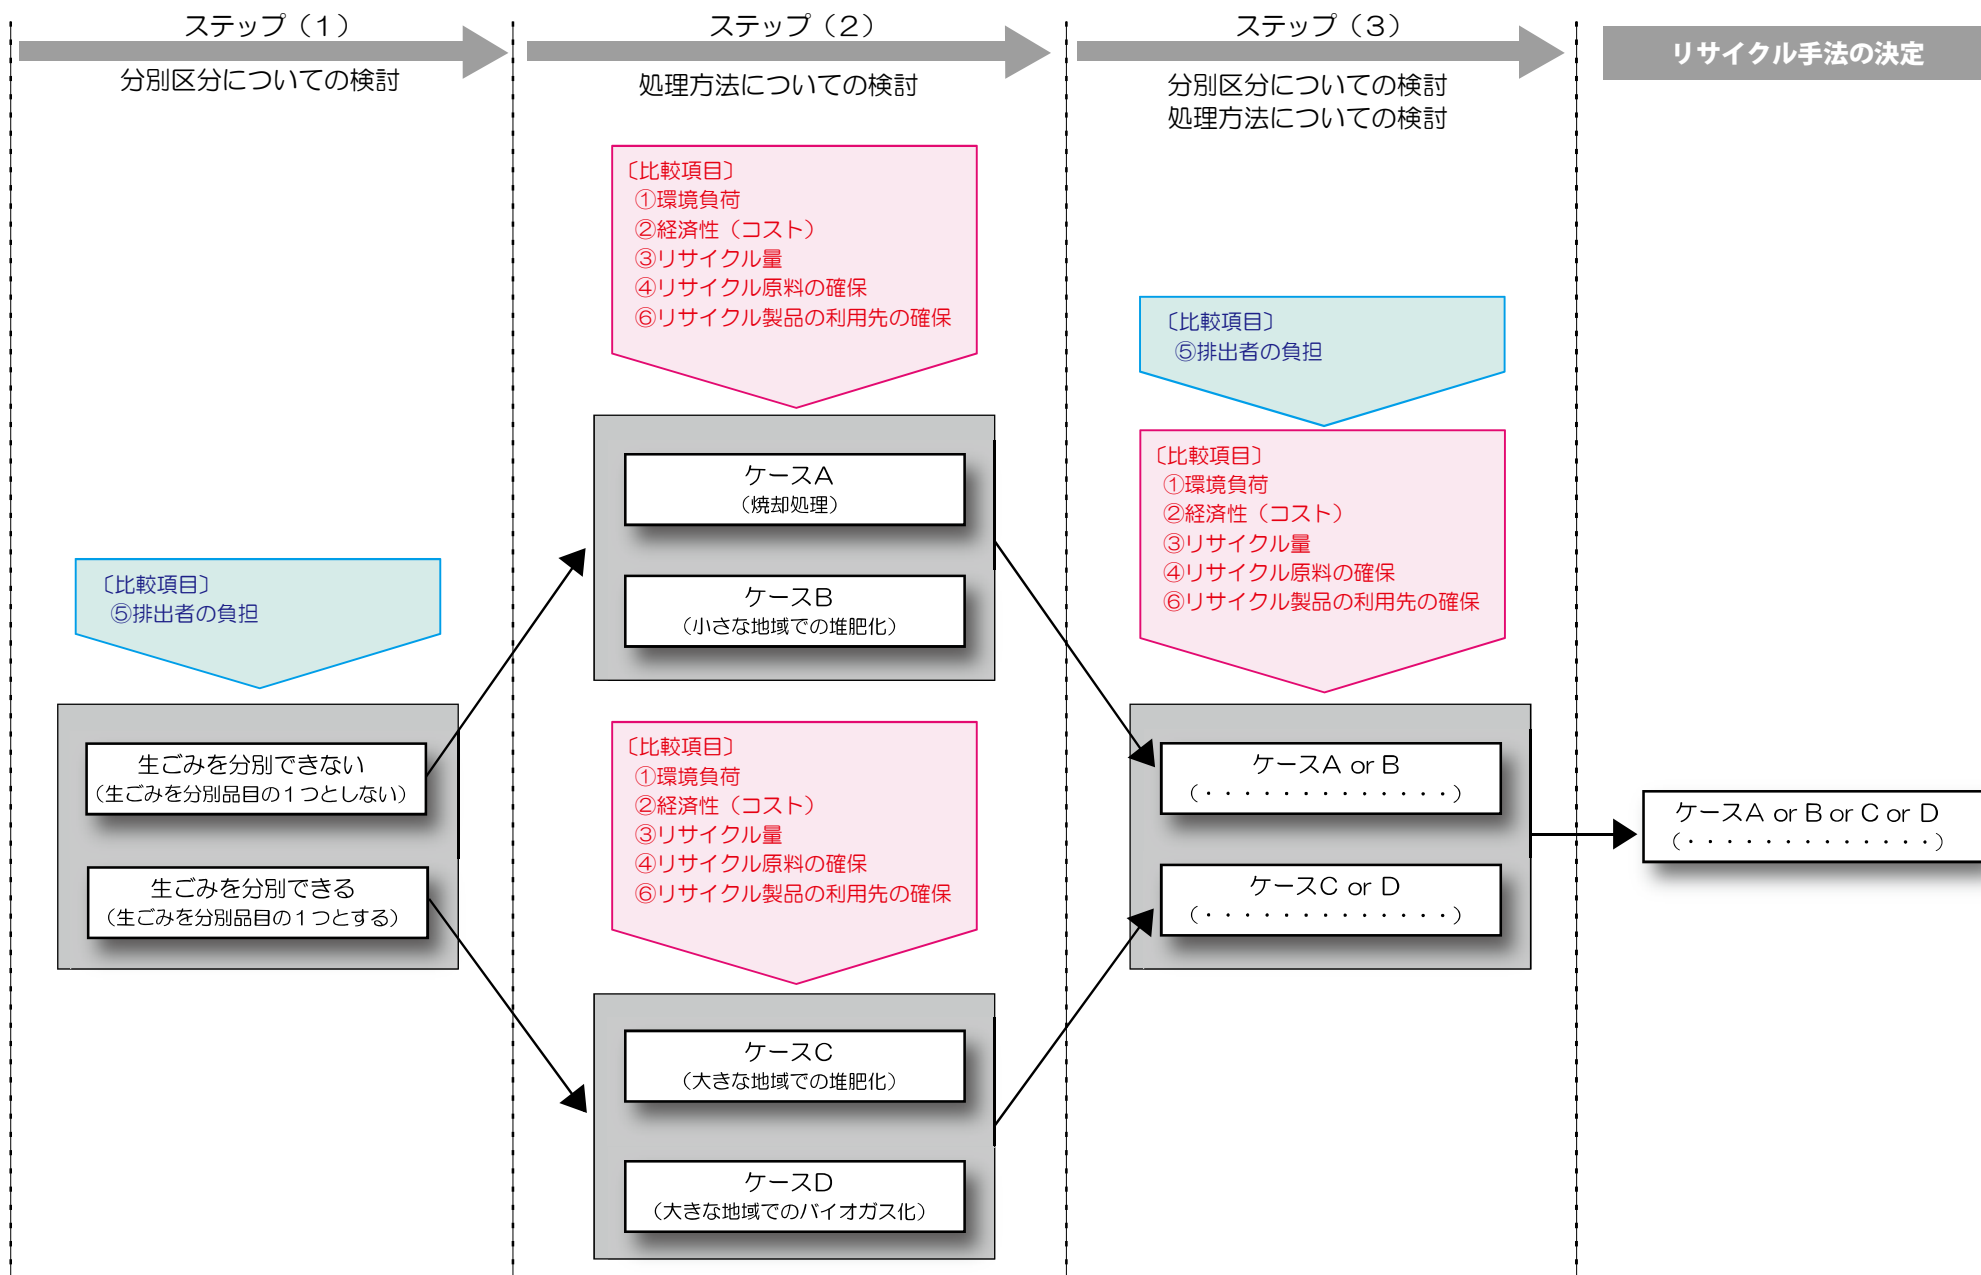 ステップ（1）
分別区分についての検討
〔比較項目〕
⑤排出者の負担
生ごみを分別できない
（生ごみを分別品目の１つとしない）
生ごみを分別できる
（生ごみを分別品目の１つとする）
ステップ（2）
処理方法についての検討
〔比較項目〕
①環境負荷
②経済性（コスト）
③リサイクル量
④リサイクル原料の確保
⑥リサイクル製品の利用先の確保
ケースA
（焼却処理）
ケースB
（小さな地域での堆肥化）
〔比較項目〕
①環境負荷
②経済性（コスト）
③リサイクル量
④リサイクル原料の確保
⑥リサイクル製品の利用先の確保
ケースC
（大きな地域での堆肥化）
ケースD
（大きな地域でのバイオガス化）
ステップ（3）
分別区分についての検討
処理方法についての検討
〔比較項目〕
⑤排出者の負担
〔比較項目〕
①環境負荷
②経済性（コスト）
③リサイクル量
④リサイクル原料の確保
⑥リサイクル製品の利用先の確保
ケースA or B
（・・・・・・・・・・・・・）
ケースC or D
（・・・・・・・・・・・・・）
リサイクル手法の決定
ケースA or B or C or D
（・・・・・・・・・・・・・）